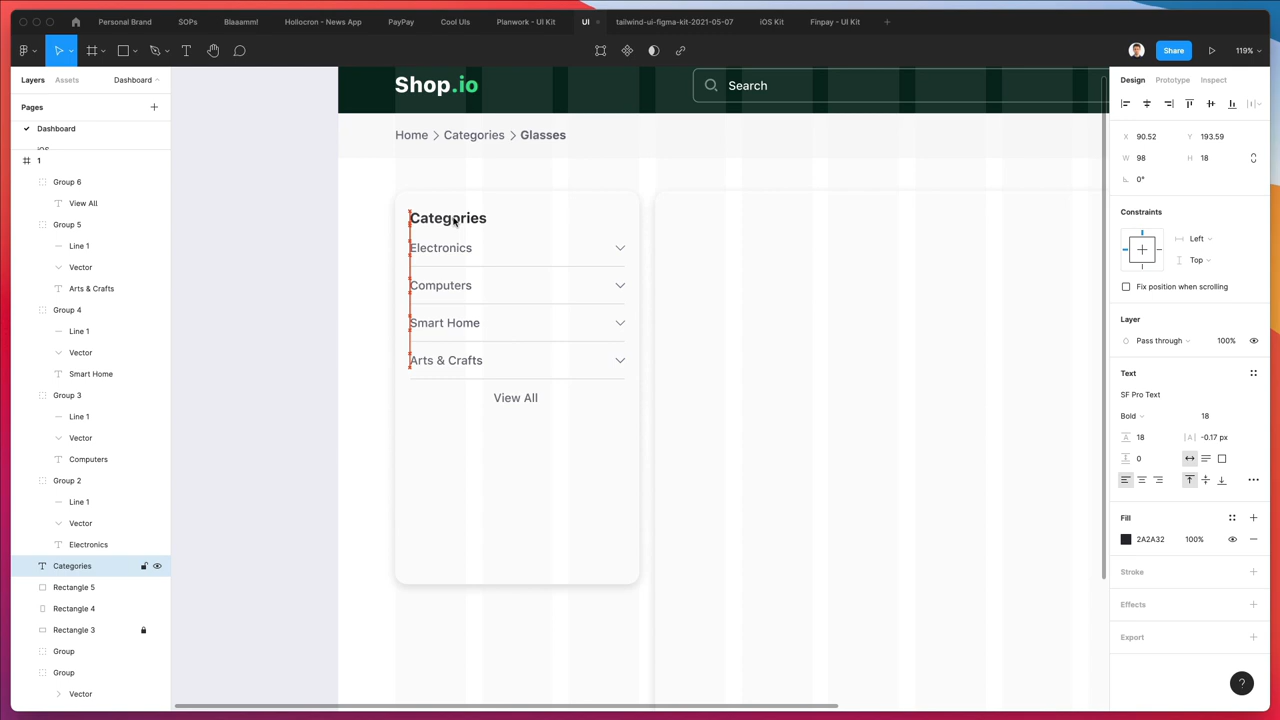 Personal Brand SOPs Blaaamm! Hollocron - News App PayPay Cool UIs Planwork - UI Kit UI tailwind-ui-figma-kit-2021-05-07 iOS Kit Finpay - UI Kit
Share 119%
Layers Assets Dashboard
Pages
Dashboard
1
Group 6
View All
Group 5
Line 1
Vector
Arts & Crafts
Group 4
Line 1
Vector
Smart Home
Group 3
Line 1
Vector
Computers
Group 2
Line 1
Vector
Electronics
Categories
Rectangle 5
Rectangle 4
Rectangle 3
Group
Group
Vector
Shop.io
Search
Home > Categories > Glasses
Categories
Electronics
Computers
Smart Home
Arts & Crafts
View All
Design Prototype Inspect
X 90.52 Y 193.59
W 98 H 18
0°
Constraints
Left
Top
Fix position when scrolling
Layer
Pass through 100%
Text
SF Pro Text
Bold 18
18 -0.17 px
0
Fill
2A2A32 100%
Stroke
Effects
Export
?